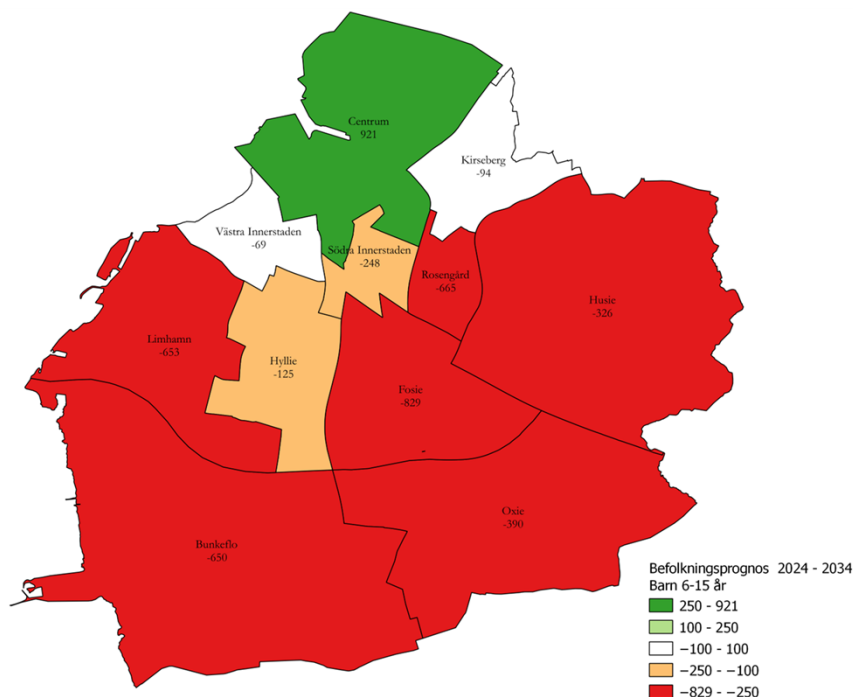 Centrum
921
Kirseberg
-94
Västra Innerstaden
-69
Södra Innerstaden
-248
Rosengård
-665
Husie
-326
Limhamn
-653
Hyllie
-125
Fosie
-829
Oxie
-390
Bunkeflo
-650
Befolkningsprognos 2024 - 2034
Barn 6-15 år
250 - 921
100 - 250
−100 - 100
−250 - −100
−829 - −250